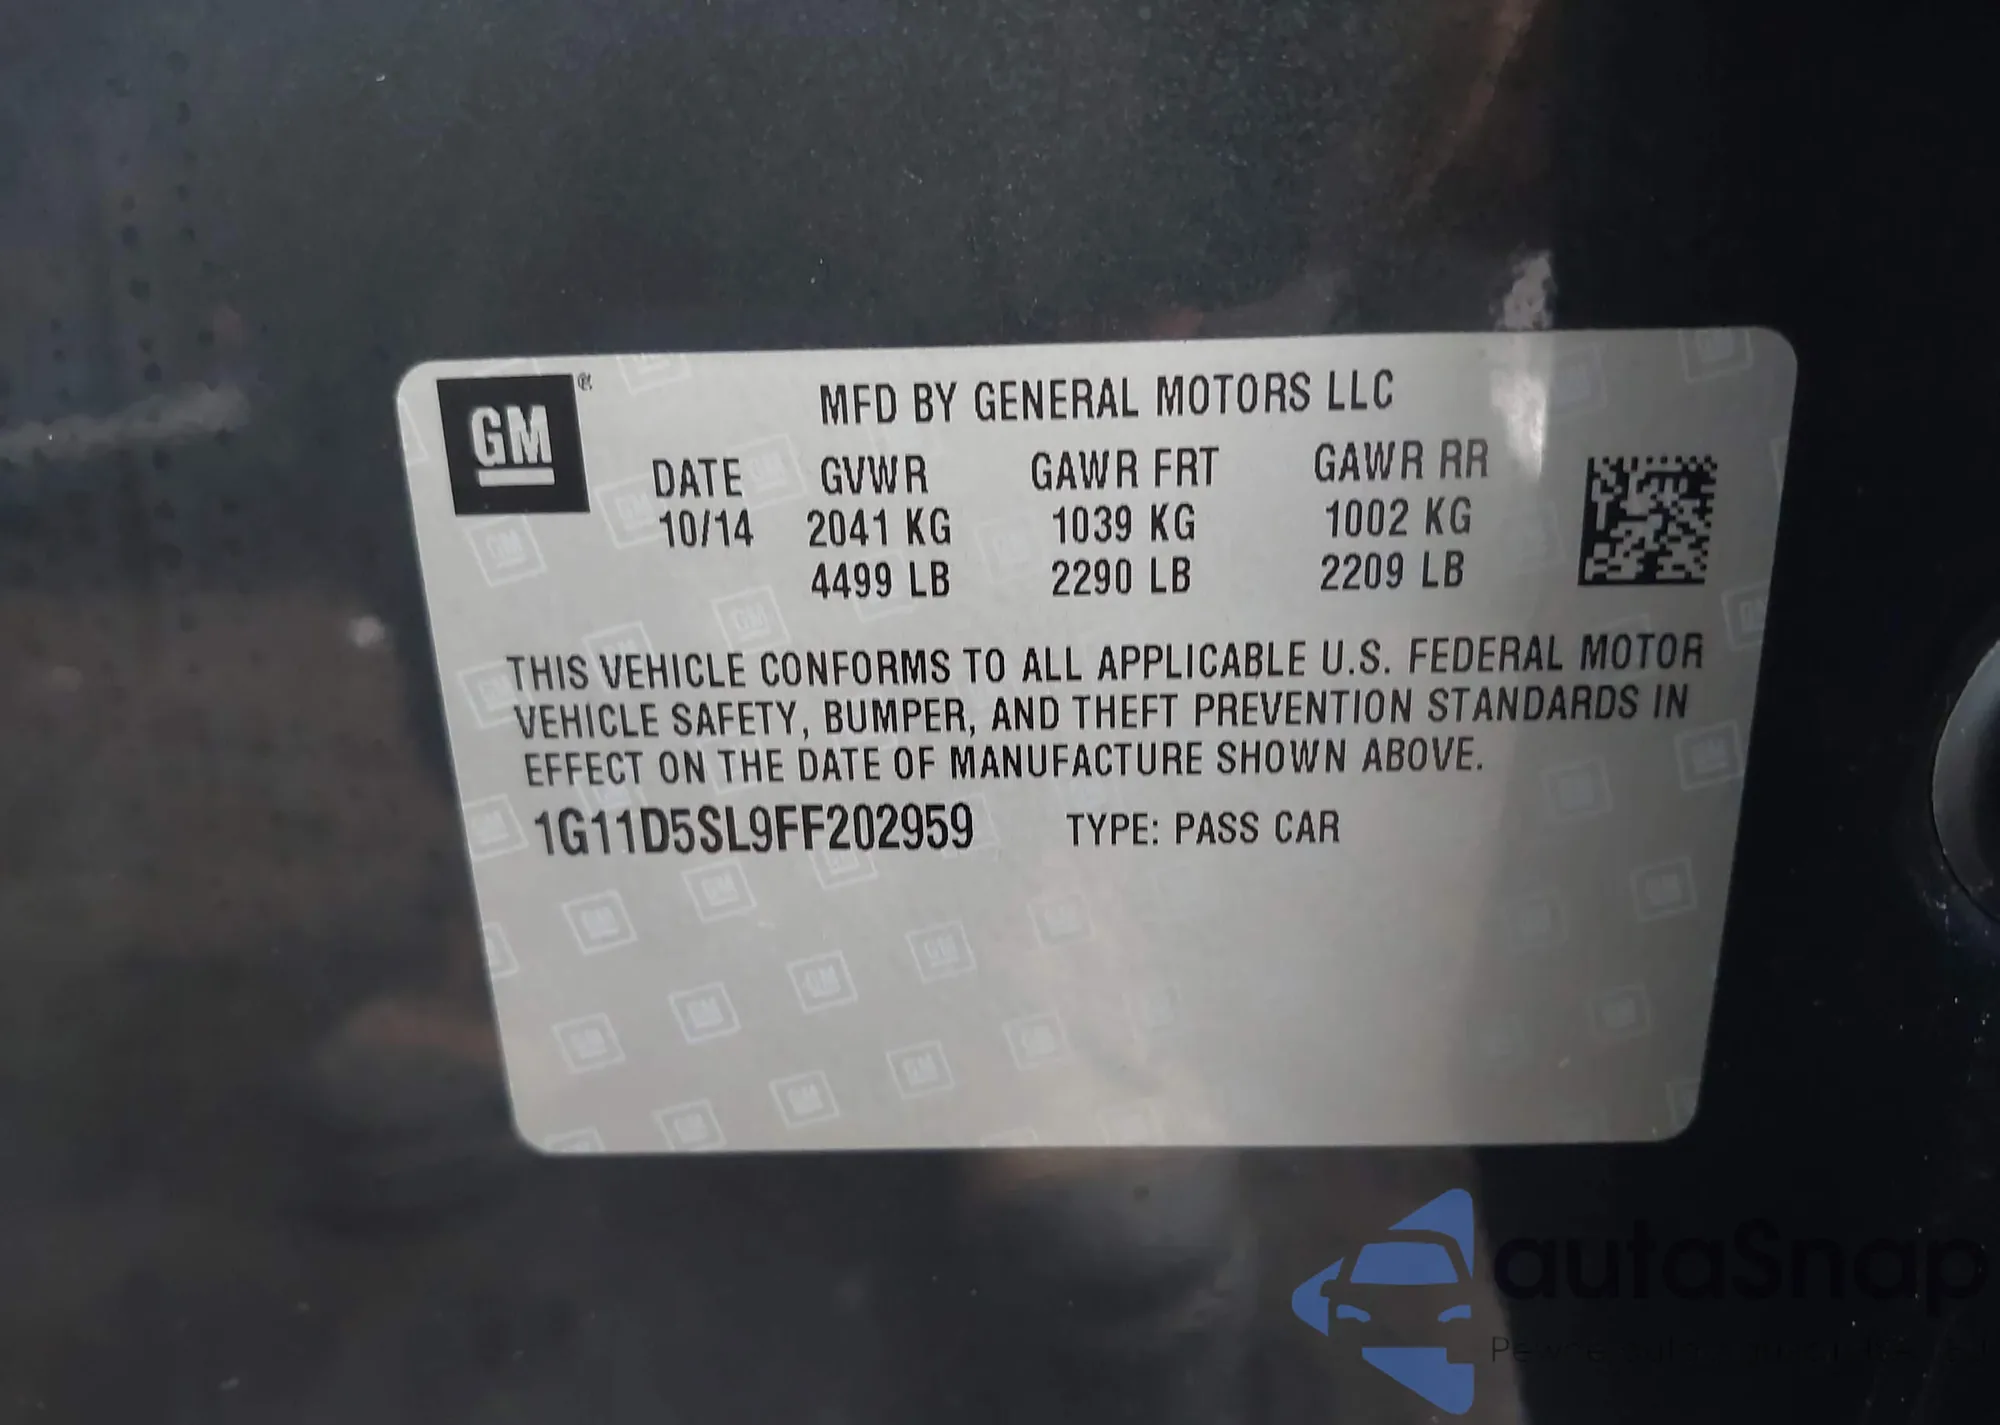 GM
MFD BY GENERAL MOTORS LLC
DATE GVWR GAWR FRT GAWR RR
10/14 2041 KG 1039 KG 1002 KG
4499 LB 2290 LB 2209 LB
THIS VEHICLE CONFORMS TO ALL APPLICABLE U.S. FEDERAL MOTOR
VEHICLE SAFETY, BUMPER, AND THEFT PREVENTION STANDARDS IN
EFFECT ON THE DATE OF MANUFACTURE SHOWN ABOVE.
1G11D5SL9FF202959 TYPE: PASS CAR
autaSnap